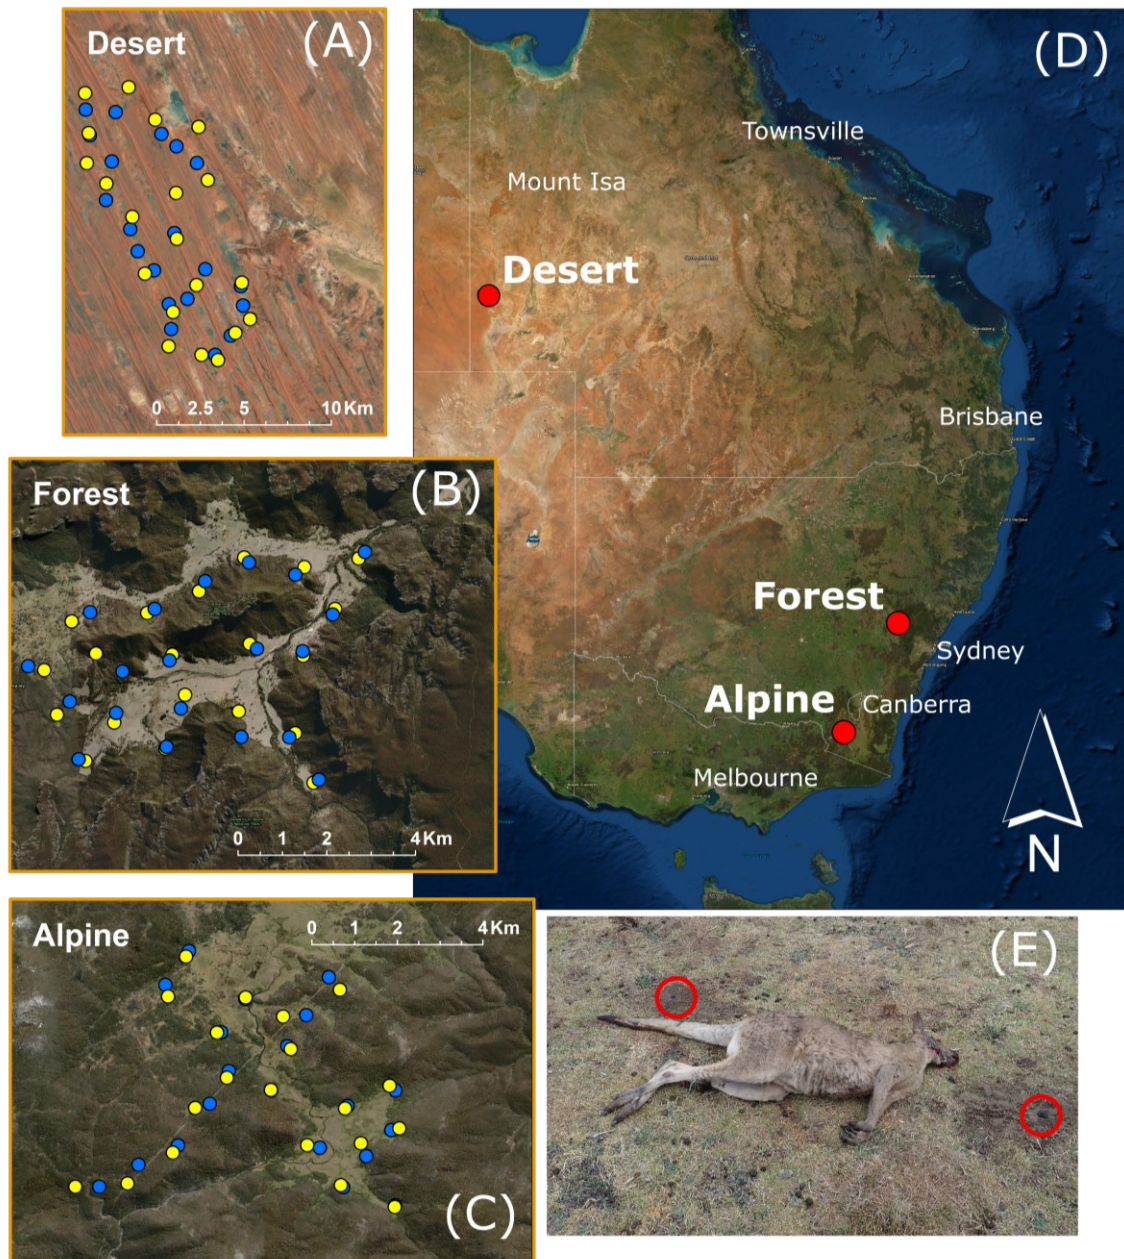 Desert
(A)
0 2.5 5 10 Km
Forest
(B)
0 1 2 4 Km
Alpine
0 1 2 4 Km
(C)
(D)
Townsville
Mount Isa
Desert
Brisbane
Forest
Sydney
Alpine
Canberra
Melbourne
N
(E)